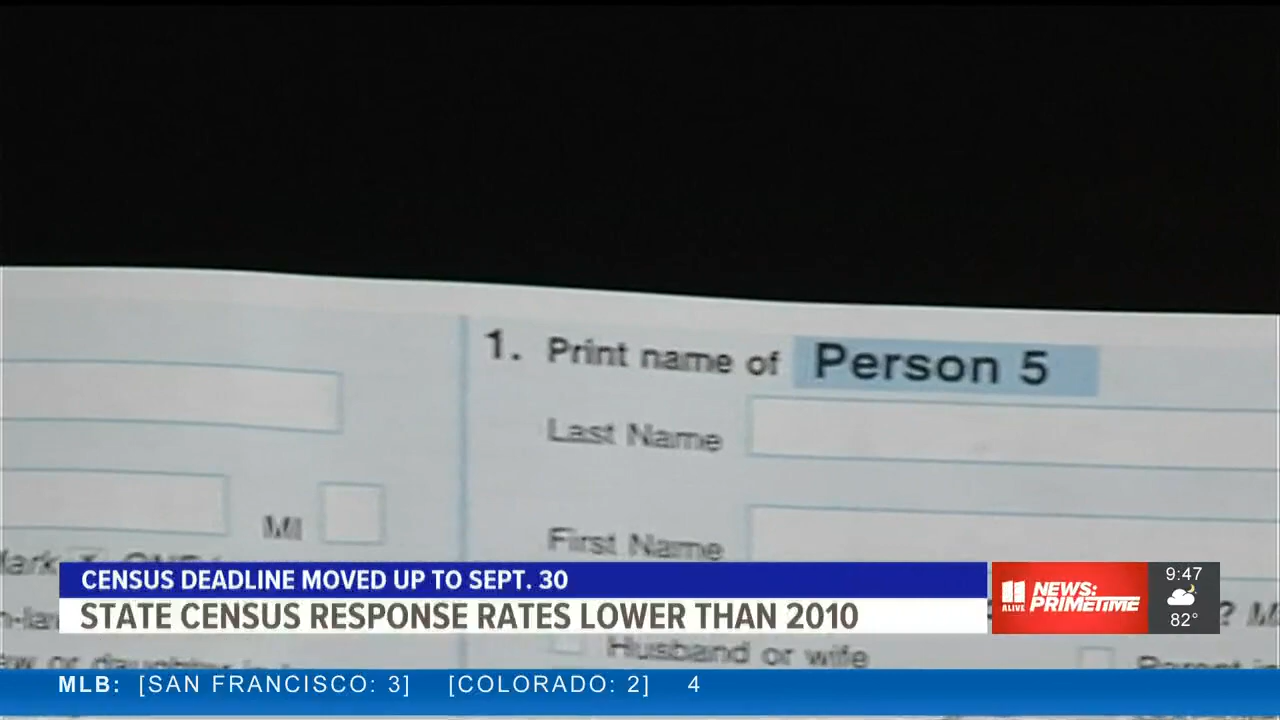 1. Print name of Person 5
Last Name
MI
First Name
CENSUS DEADLINE MOVED UP TO SEPT. 30
STATE CENSUS RESPONSE RATES LOWER THAN 2010
11 ALIVE NEWS: PRIMETIME
9:47
82°
Husband or wife
MLB: [SAN FRANCISCO: 3] [COLORADO: 2] 4